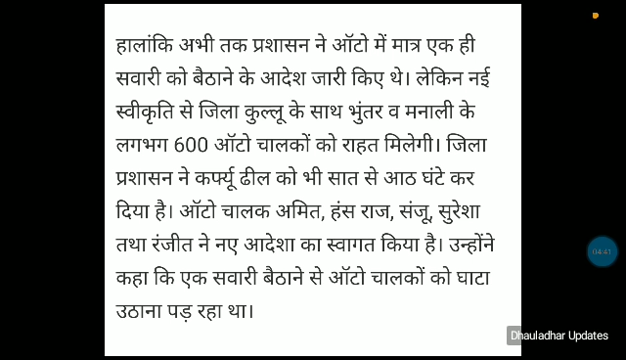 हालांकि अभी तक प्रशासन ने ऑटो में मात्र एक ही
सवारी को बैठाने के आदेश जारी किए थे। लेकिन नई
स्वीकृति से जिला कुल्लू के साथ भुंतर व मनाली के
लगभग 600 ऑटो चालकों को राहत मिलेगी। जिला
प्रशासन ने कर्फ्यू ढील को भी सात से आठ घंटे कर
दिया है। ऑटो चालक अमित, हंस राज, संजू, सुरेशा
तथा रंजीत ने नए आदेशा का स्वागत किया है। उन्होंने
कहा कि एक सवारी बैठाने से ऑटो चालकों को घाटा
उठाना पड़ रहा था।
04:41
Dhauladhar Updates